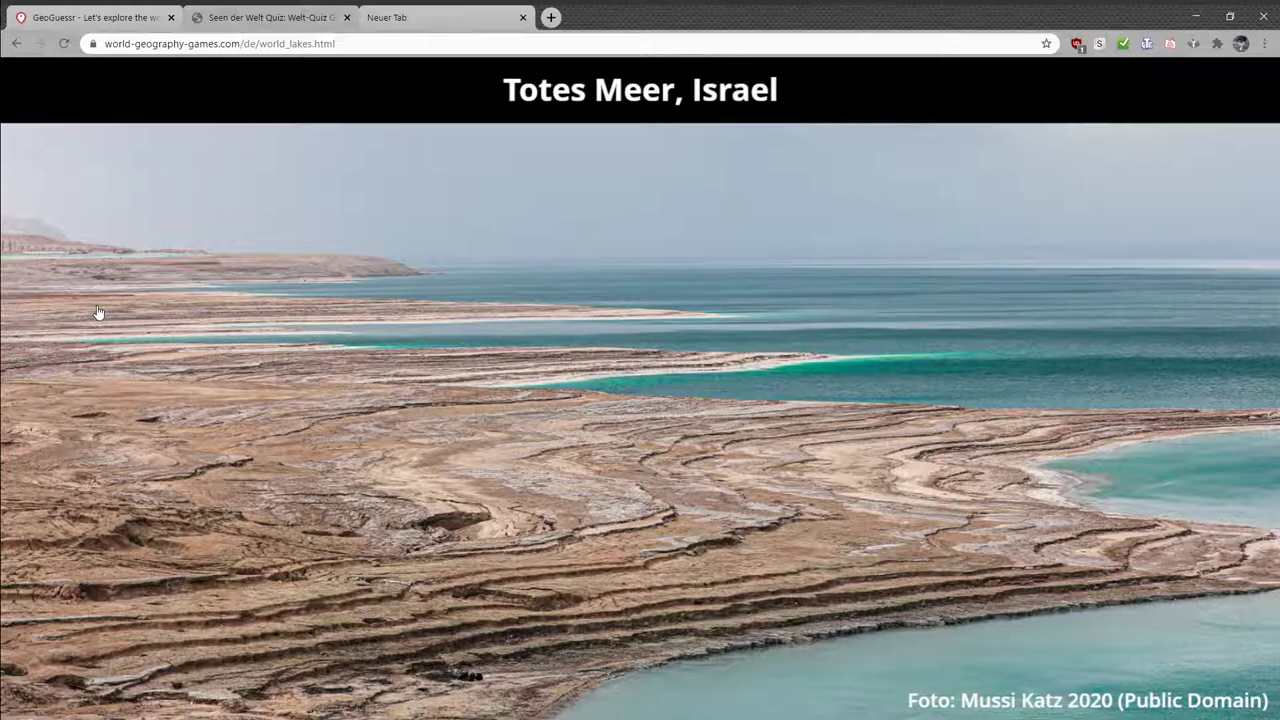 GeoGuessr - Let's explore the wo
Seen der Welt Quiz: Welt-Quiz G
Neuer Tab
world-geography-games.com/de/world_lakes.html
Totes Meer, Israel
Foto: Mussi Katz 2020 (Public Domain)